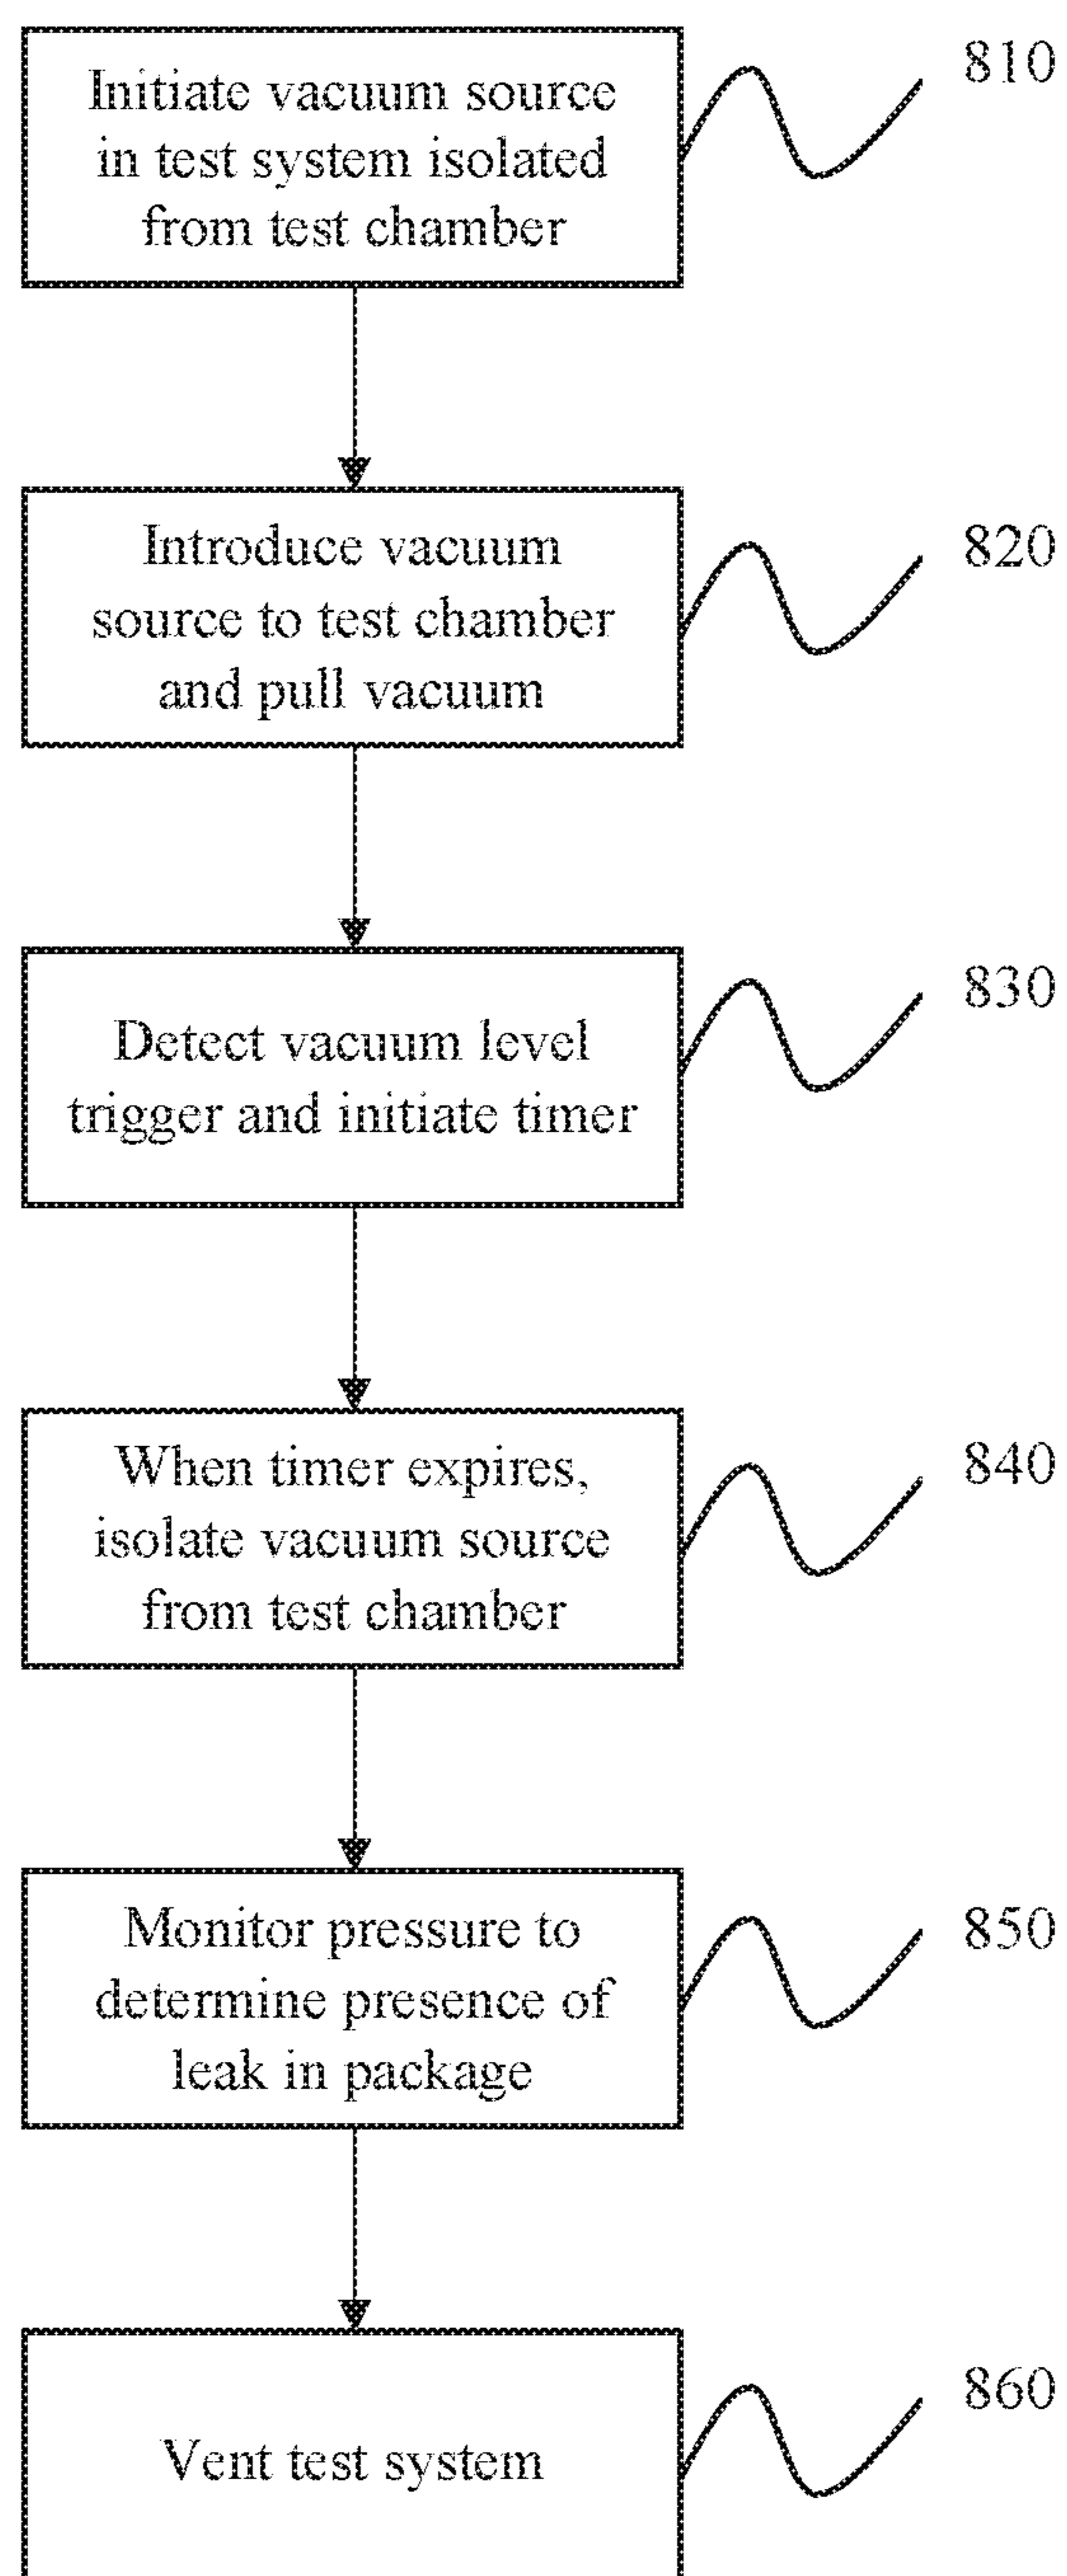 Initiate vacuum source
in test system isolated
from test chamber
810
Introduce vacuum
source to test chamber
and pull vacuum
820
Detect vacuum level
trigger and initiate timer
830
When timer expires,
isolate vacuum source
from test chamber
840
Monitor pressure to
determine presence of
leak in package
850
Vent test system
860